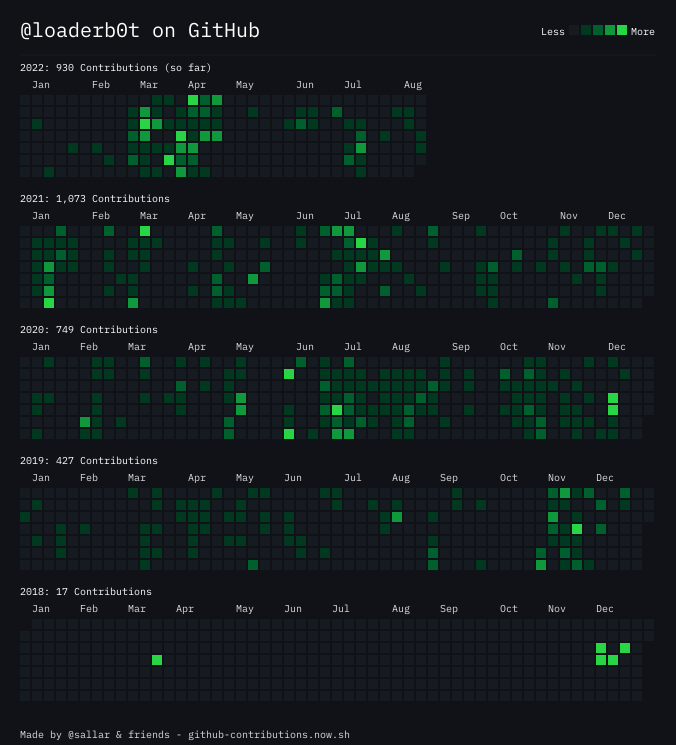 @loaderb0t on GitHub
Less More
2022: 930 Contributions (so far)
Jan Feb Mar Apr May Jun Jul Aug
2021: 1,073 Contributions
Jan Feb Mar Apr May Jun Jul Aug Sep Oct Nov Dec
2020: 749 Contributions
Jan Feb Mar Apr May Jun Jul Aug Sep Oct Nov Dec
2019: 427 Contributions
Jan Feb Mar Apr May Jun Jul Aug Sep Oct Nov Dec
2018: 17 Contributions
Jan Feb Mar Apr May Jun Jul Aug Sep Oct Nov Dec
Made by @sallar & friends - github-contributions.now.sh